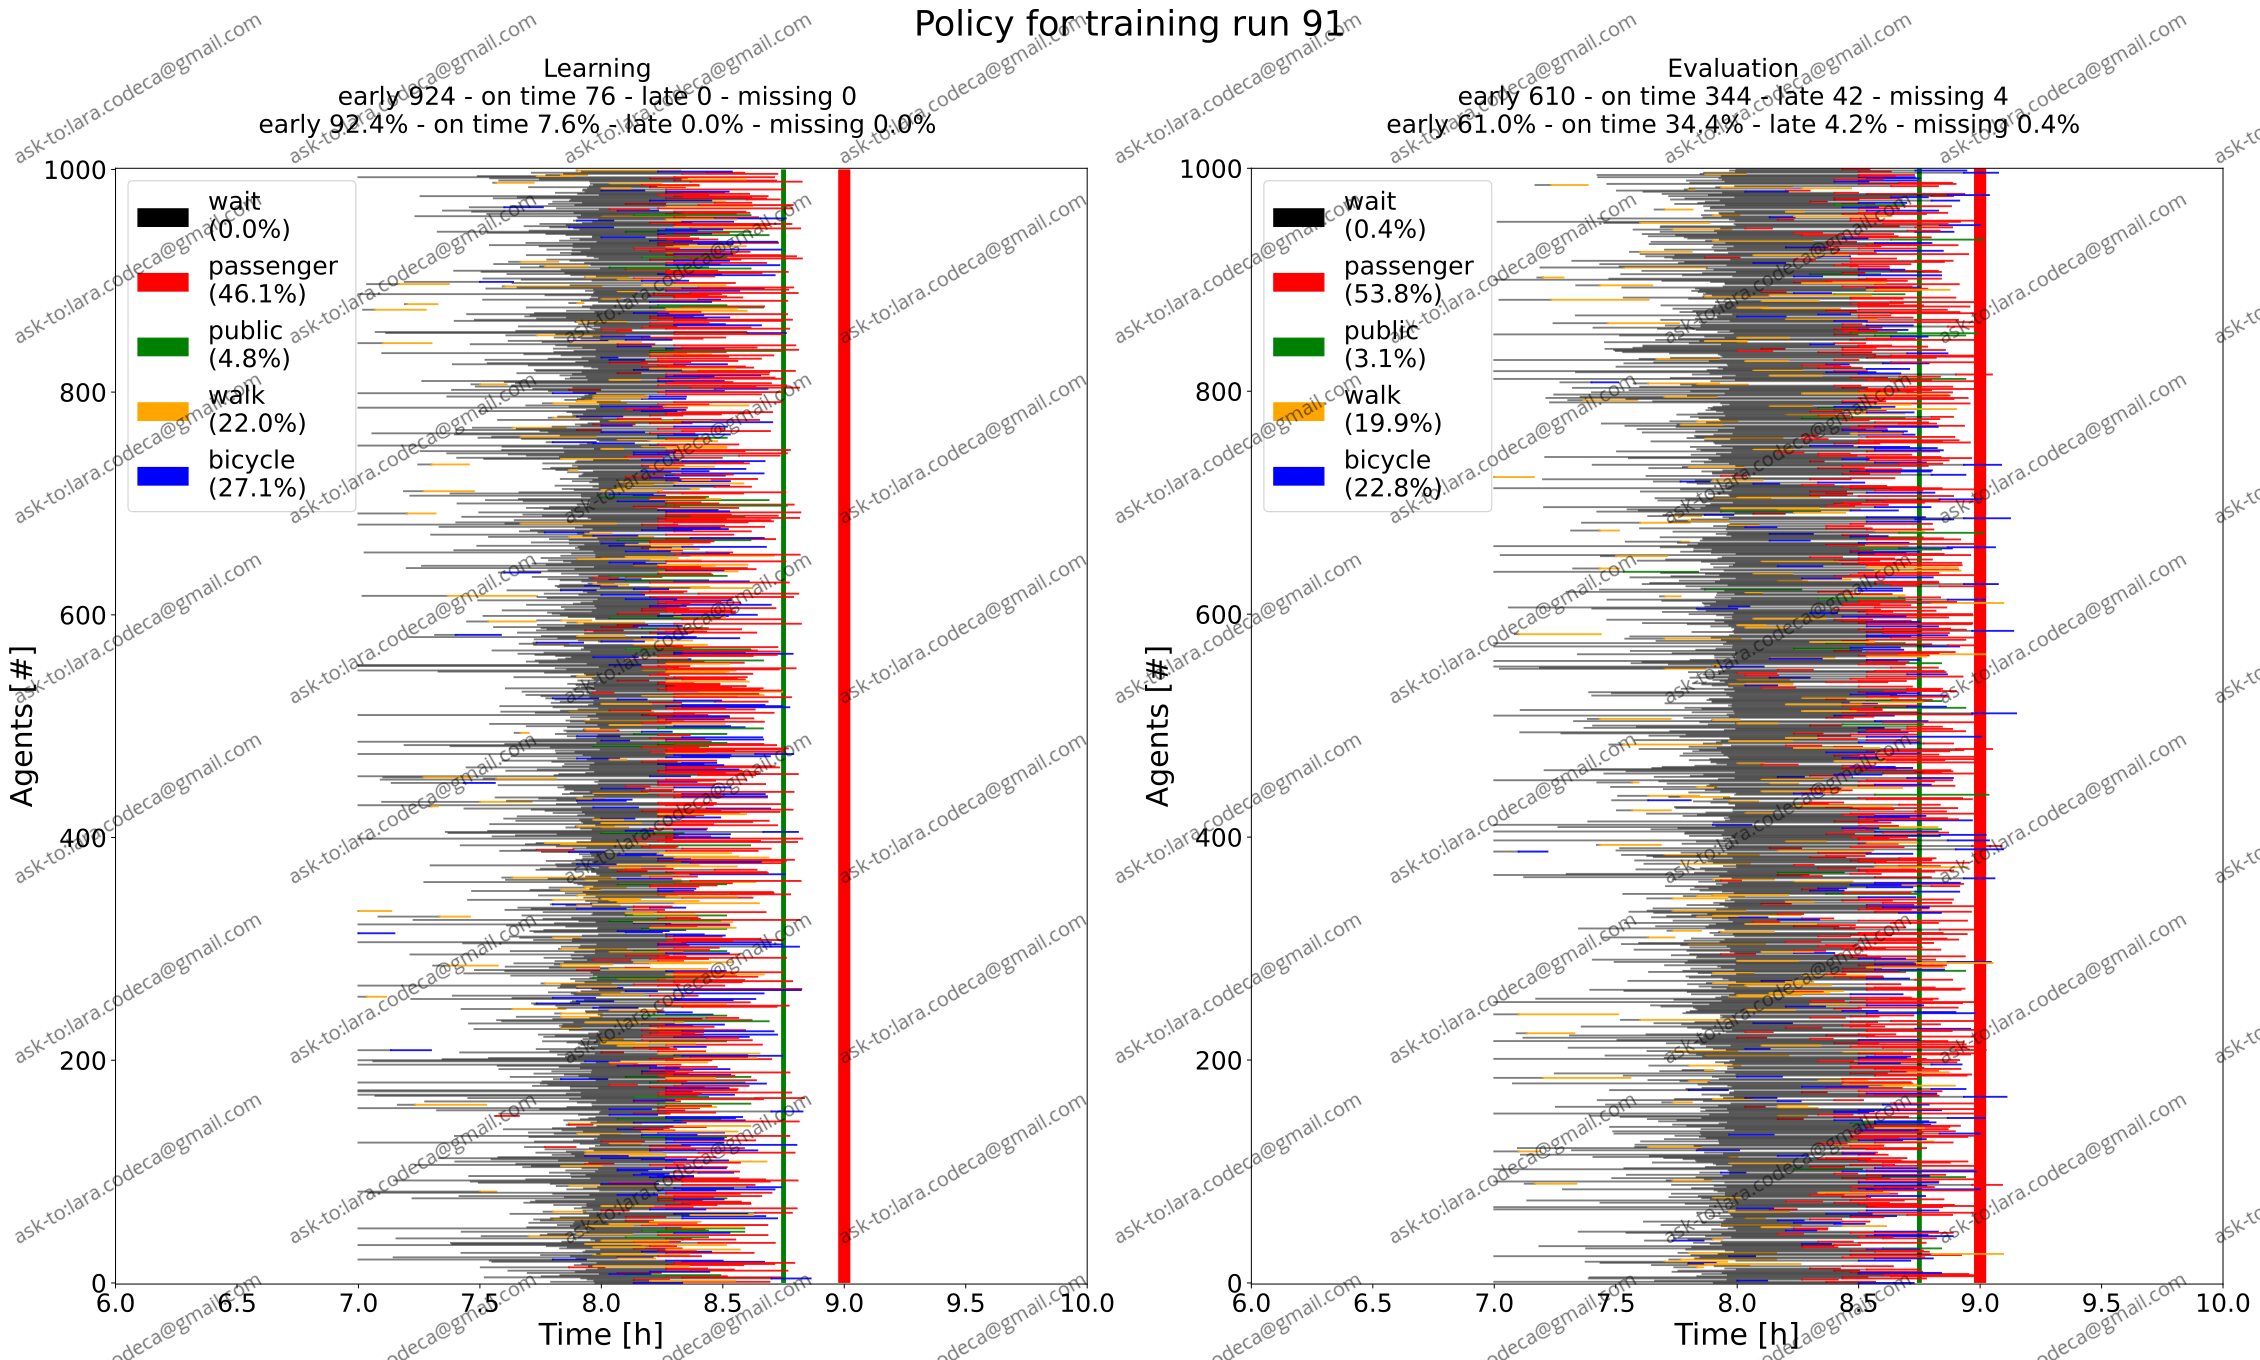 Policy for training run 91
Learning
early 924 - on time 76 - late 0 - missing 0
early 92.4% - on time 7.6% - late 0.0% - missing 0.0%
1000
800
600
400
200
0
Agents [#]
wait
(0.0%)
passenger
(46.1%)
public
(4.8%)
walk
(22.0%)
bicycle
(27.1%)
6.0 6.5 7.0 7.5 8.0 8.5 9.0 9.5 10.0
Time [h]
Evaluation
early 610 - on time 344 - late 42 - missing 4
early 61.0% - on time 34.4% - late 4.2% - missing 0.4%
1000
800
600
400
200
0
Agents [#]
wait
(0.4%)
passenger
(53.8%)
public
(3.1%)
walk
(19.9%)
bicycle
(22.8%)
6.0 6.5 7.0 7.5 8.0 8.5 9.0 9.5 10.0
Time [h]
ask-to:lara.codeca@gmail.com